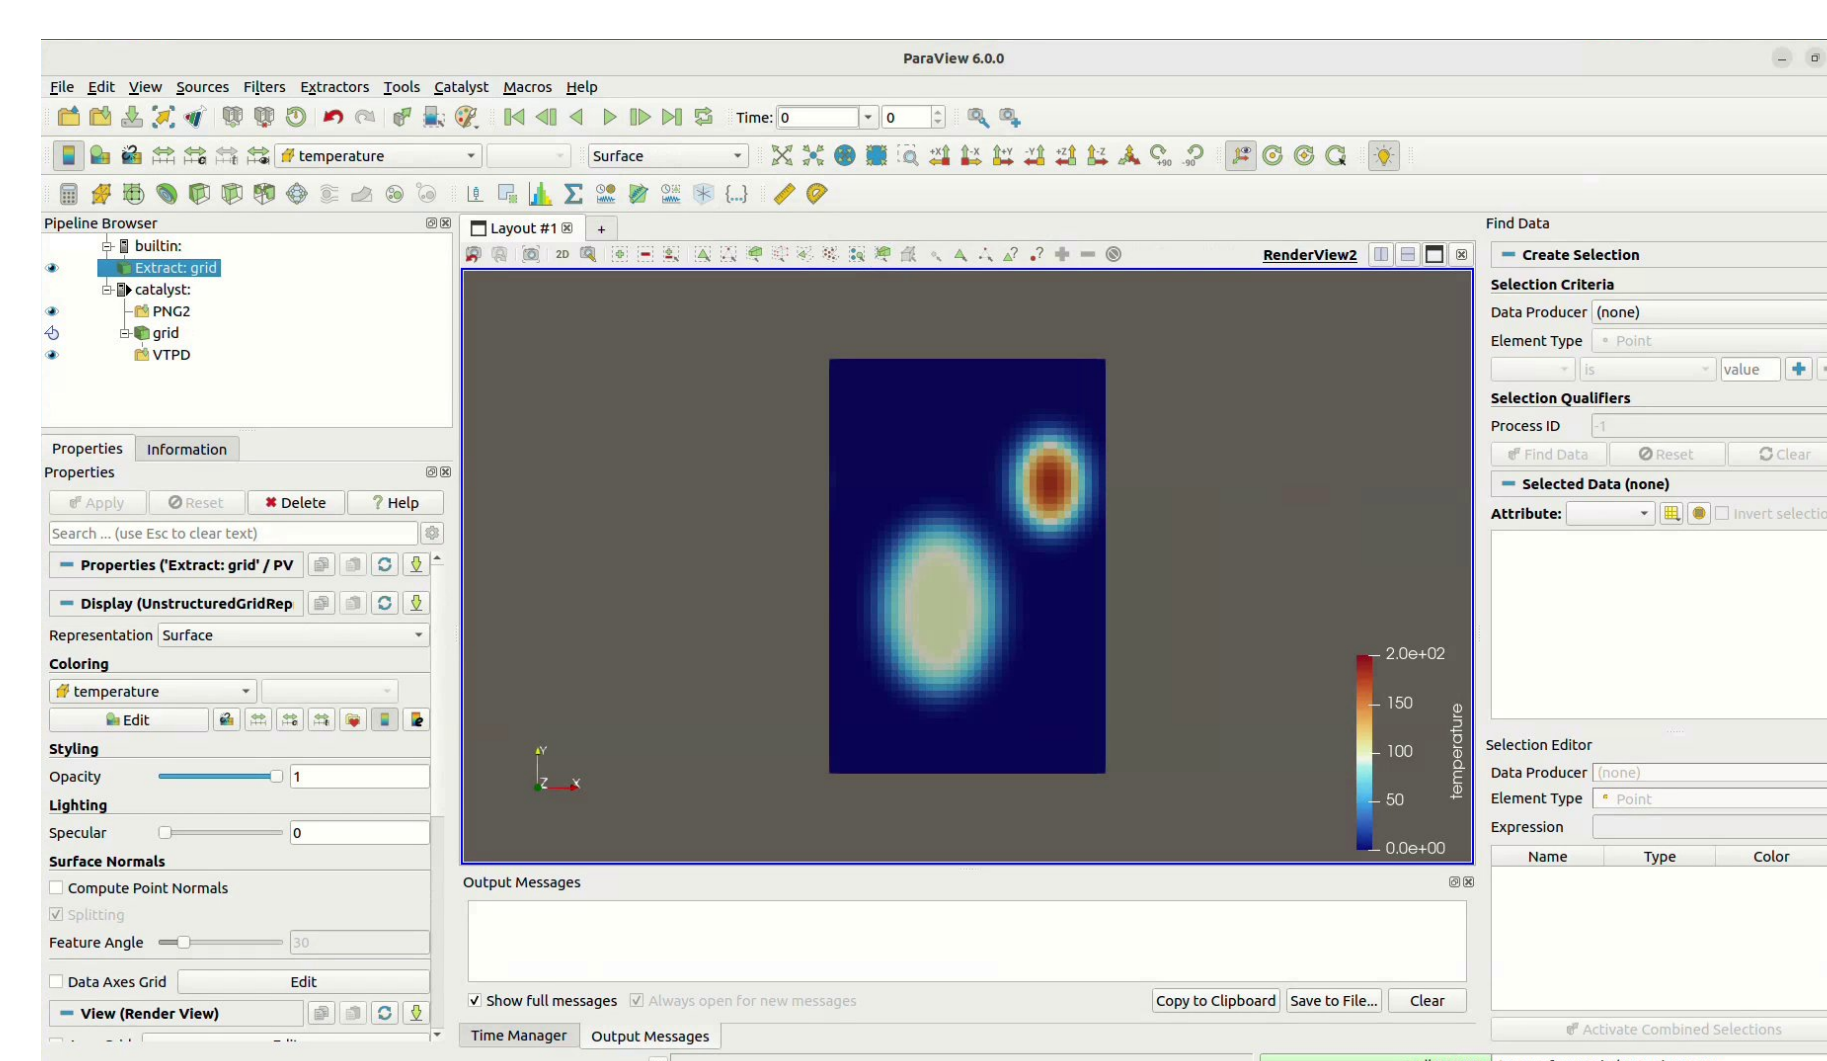 ParaView 6.0.0
File Edit View Sources Filters Extractors Tools Catalyst Macros Help
Time: 0 0
temperature Surface
+X -X +Y -Y +Z -Z +90 -90
Pipeline Browser
builtin:
Extract: grid
catalyst:
PNG2
grid
VTPD
Properties Information
Properties
Apply Reset Delete ? Help
Search ... (use Esc to clear text)
Properties ('Extract: grid' / PV
Display (UnstructuredGridRep
Representation Surface
Coloring
temperature
Edit
Styling
Opacity 1
Lighting
Specular 0
Surface Normals
Compute Point Normals
Splitting
Feature Angle 30
Data Axes Grid Edit
View (Render View)
Layout #1 +
2D RenderView2
2.0e+02
150
100
50
0.0e+00
temperature
Y
Z X
Output Messages
Show full messages Always open for new messages Copy to Clipboard Save to File... Clear
Time Manager Output Messages
Find Data
Create Selection
Selection Criteria
Data Producer (none)
Element Type Point
is value
Selection Qualifiers
Process ID -1
Find Data Reset Clear
Selected Data (none)
Attribute: Invert selectio
Selection Editor
Data Producer (none)
Element Type Point
Expression
Name Type Color
Activate Combined Selections